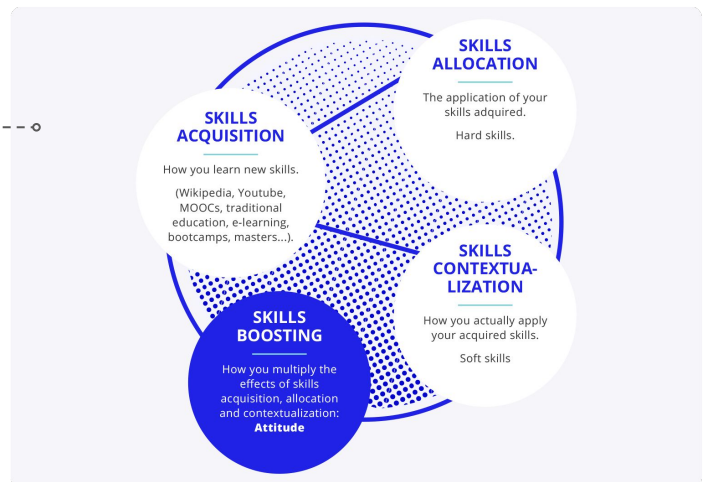 SKILLS
ALLOCATION
The application of your
skills adquired.
Hard skills.
SKILLS
ACQUISITION
How you learn new skills.
(Wikipedia, Youtube,
MOOCs, traditional
education, e-learning,
bootcamps, masters...).
SKILLS
CONTEXTUA-
LIZATION
How you actually apply
your acquired skills.
Soft skills
SKILLS
BOOSTING
How you multiply the
effects of skills
acquisition, allocation
and contextualization:
Attitude